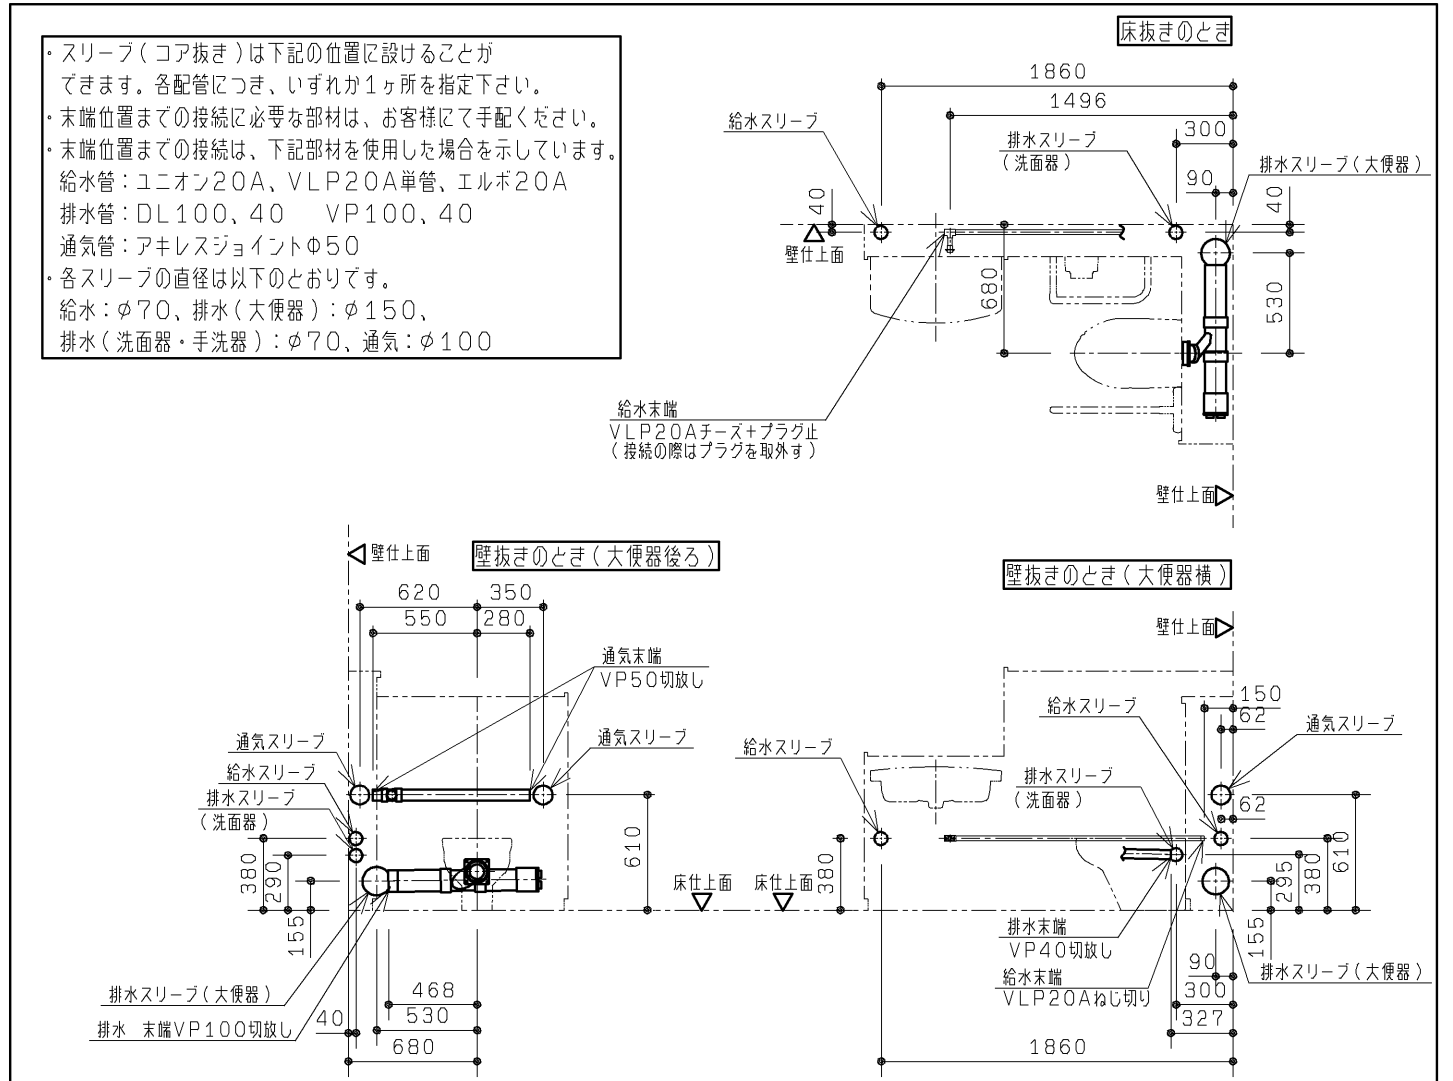 ・スリーブ(コア抜き)は下記の位置に設けることが
できます。各配管につき、いずれか1ヶ所を指定下さい。
・末端位置までの接続に必要な部材は、お客様にて手配ください。
・末端位置までの接続は、下記部材を使用した場合を示しています。
給水管:ユニオン20A、VLP20A単管、エルボ20A
排水管:DL100、40 VP100、40
通気管:アキレスジョイントΦ50
・各スリーブの直径は以下のとおりです。
給水:φ70、排水(大便器):φ150、
排水(洗面器・手洗器):φ70、通気:φ100
床抜きのとき
1860
1496
給水スリーブ
300
排水スリーブ
(洗面器)
排水スリーブ(大便器)
90
40
40
壁仕上面
680
530
給水末端
VLP20Aチーズ+プラグ止
(接続の際はプラグを取外す)
壁仕上面
壁仕上面
壁抜きのとき(大便器後ろ)
620
350
550
280
通気末端
VP50切放し
通気スリーブ
通気スリーブ
給水スリーブ
排水スリーブ
(洗面器)
380
290
155
610
床仕上面
排水スリーブ(大便器)
468
排水 末端VP100切放し
40
530
680
壁抜きのとき(大便器横)
壁仕上面
150
給水スリーブ
62
通気スリーブ
給水スリーブ
排水スリーブ
(洗面器)
62
床仕上面
380
610
380
295
155
排水末端
VP40切放し
90
排水スリーブ(大便器)
給水末端
VLP20Aねじ切り
300
327
1860